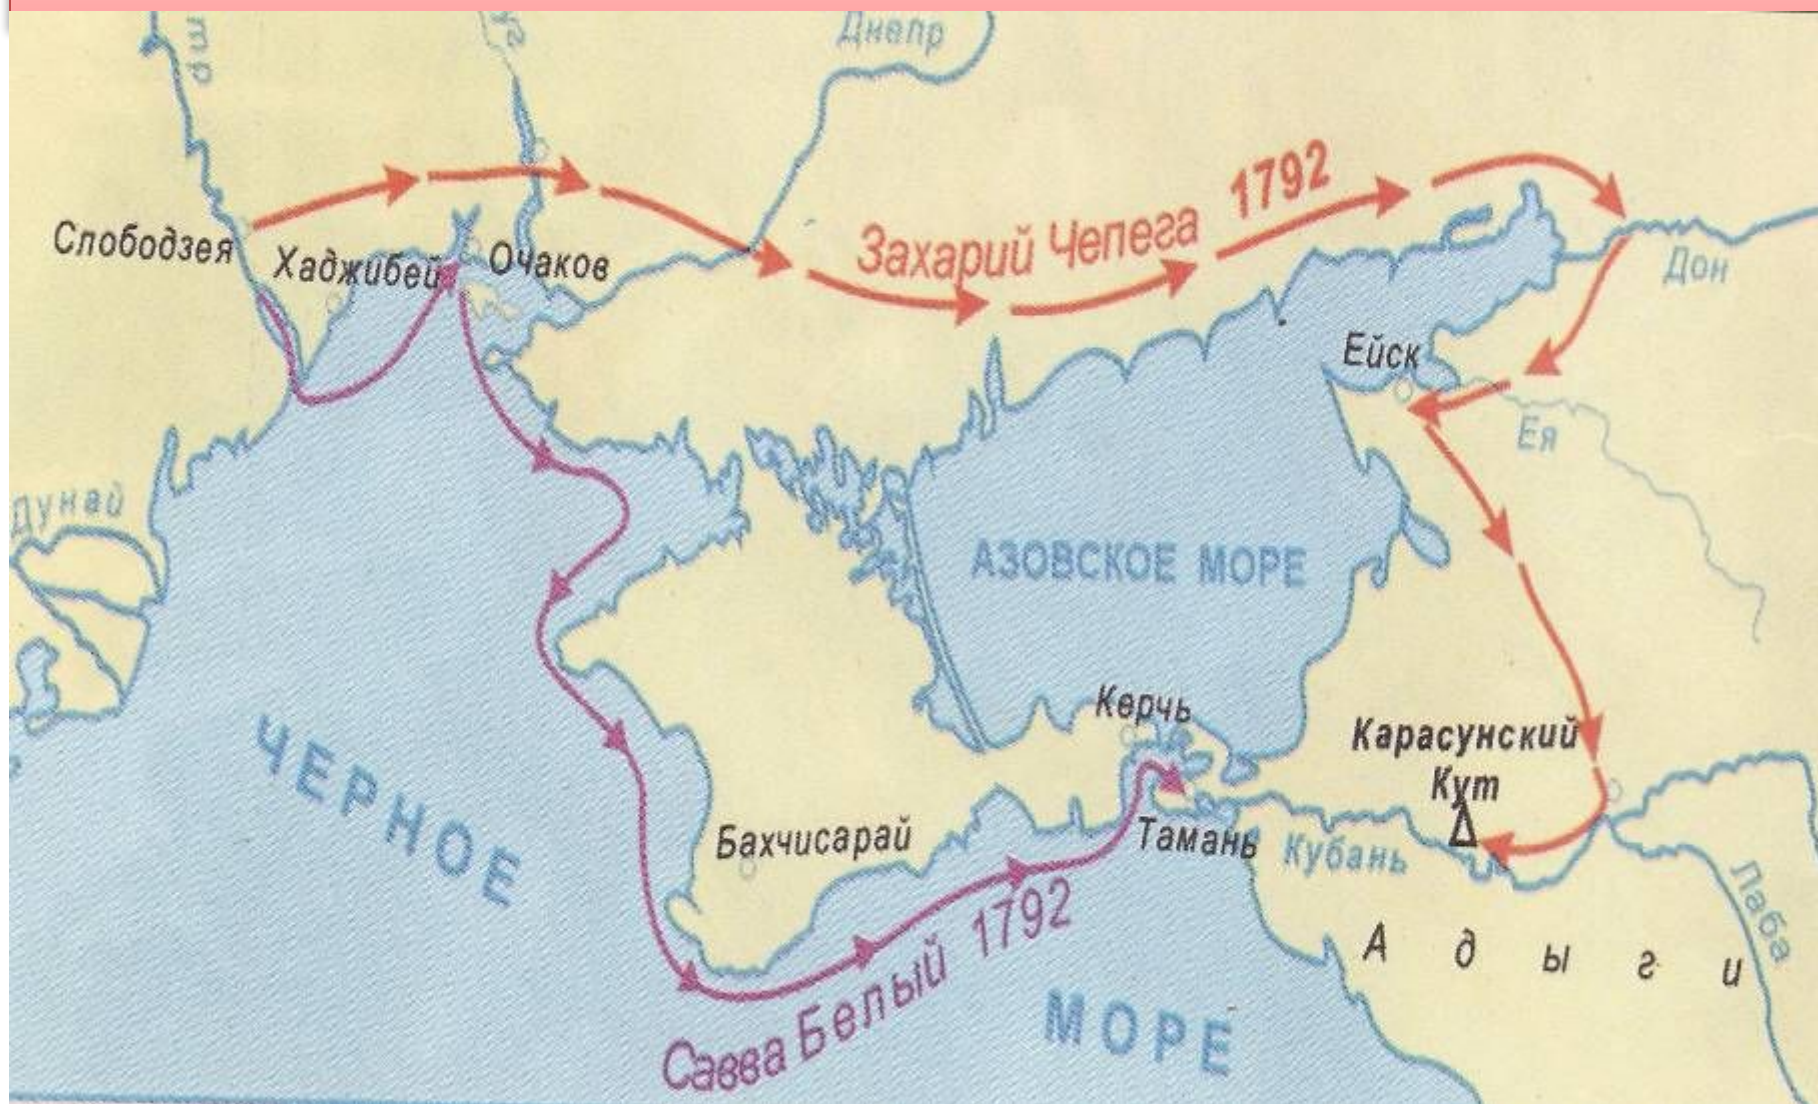 тр
Днепр
Захарий Чепега 1792
Слободзея
Хаджибей
Очаков
Дон
Ейск
Ея
Дунай
АЗОВСКОЕ МОРЕ
Керчь
Карасунский
Кут
ЧЕРНОЕ
МОРЕ
Бахчисарай
Тамань
Кубань
Лаба
Адыги
Савва Белый 1792